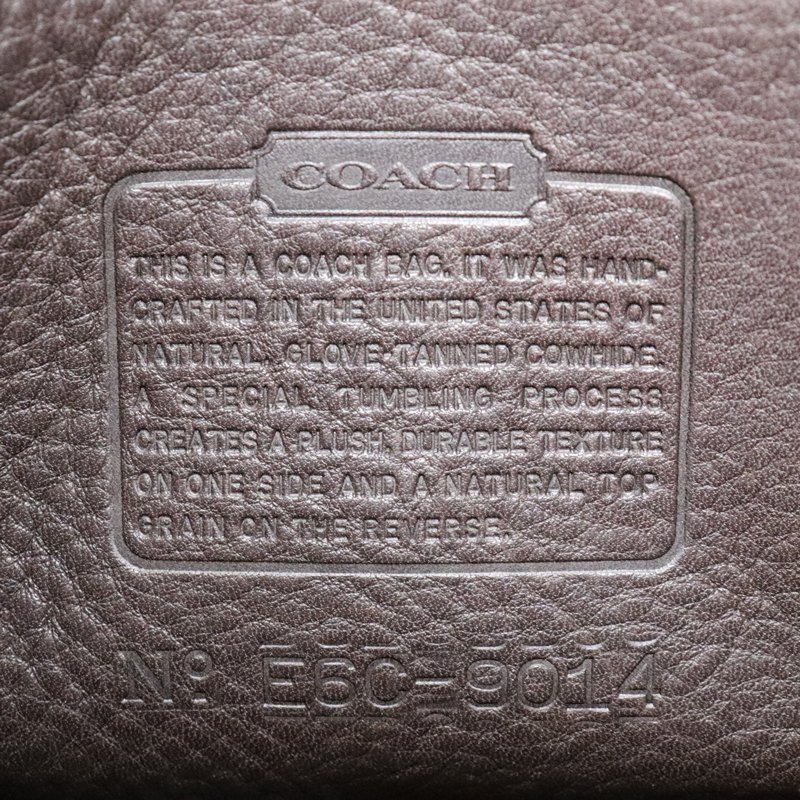 COACH
THIS IS A COACH BAG. IT WAS HAND-
CRAFTED IN THE UNITED STATES OF
NATURAL, GLOVE TANNED COWHIDE.
A SPECIAL TUMBLING PROCESS
CREATES A PLUSH, DURABLE TEXTURE
ON ONE SIDE AND A NATURAL TOP
GRAIN ON THE REVERSE.
Nº E6C-9014